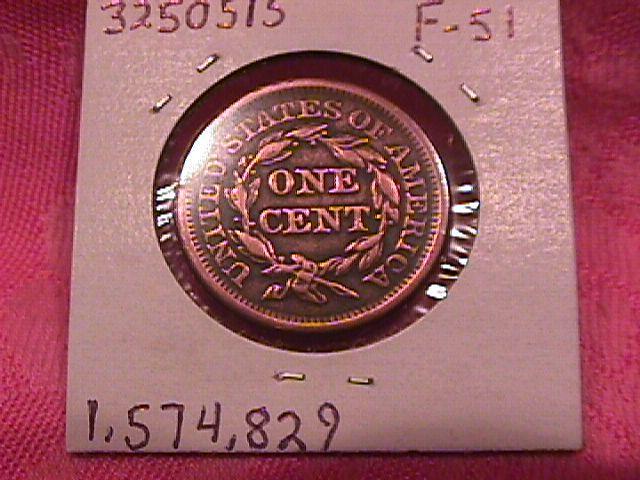 3250515 F-51
UNITED STATES OF AMERICA
ONE
CENT
1,574,829